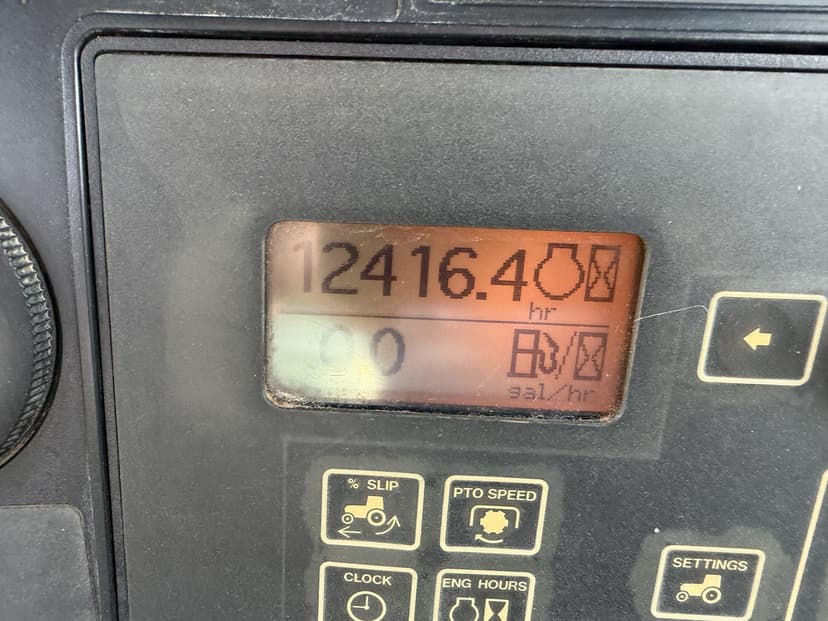 12416.4
hr
0.0
gal/hr
% SLIP
PTO SPEED
CLOCK
ENG HOURS
SETTINGS